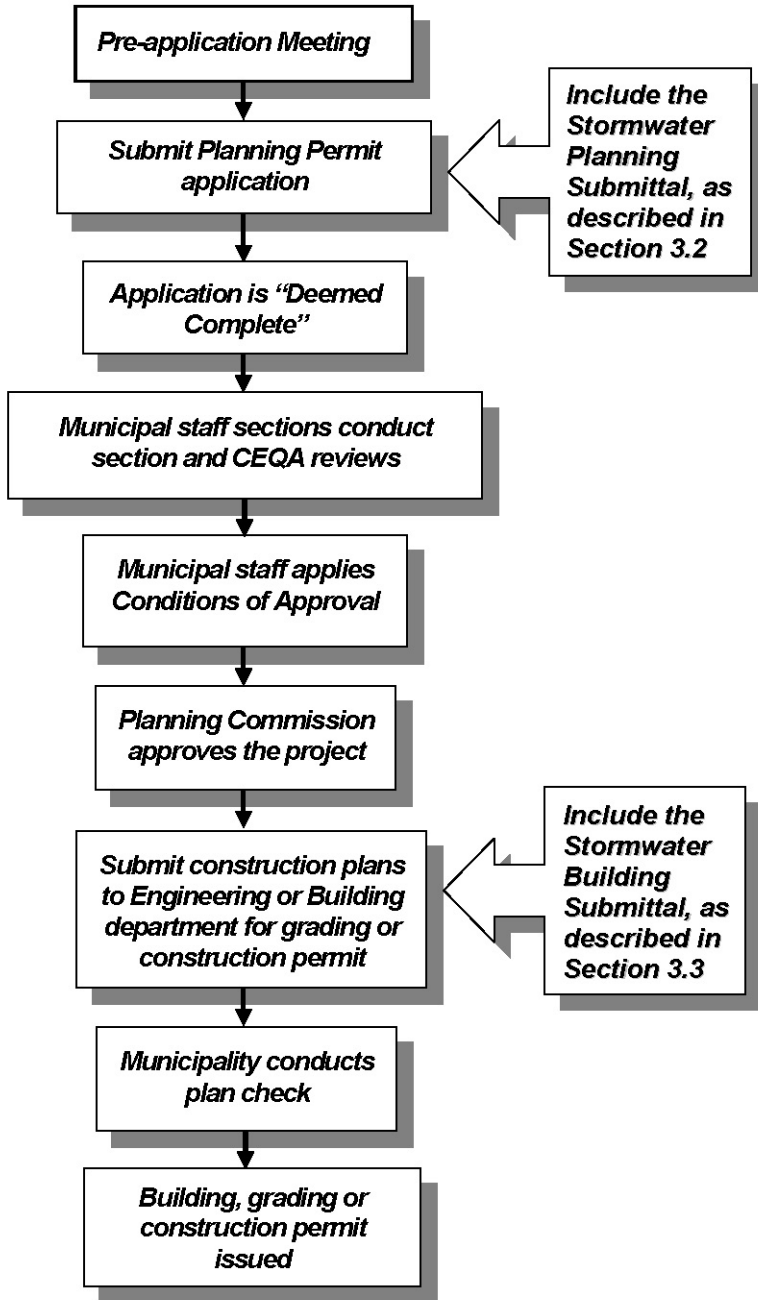 Pre-application Meeting
Submit Planning Permit
application
Include the
Stormwater
Planning
Submittal, as
described in
Section 3.2
Application is “Deemed
Complete”
Municipal staff sections conduct
section and CEQA reviews
Municipal staff applies
Conditions of Approval
Planning Commission
approves the project
Submit construction plans
to Engineering or Building
department for grading or
construction permit
Include the
Stormwater
Building
Submittal, as
described in
Section 3.3
Municipality conducts
plan check
Building, grading or
construction permit
issued